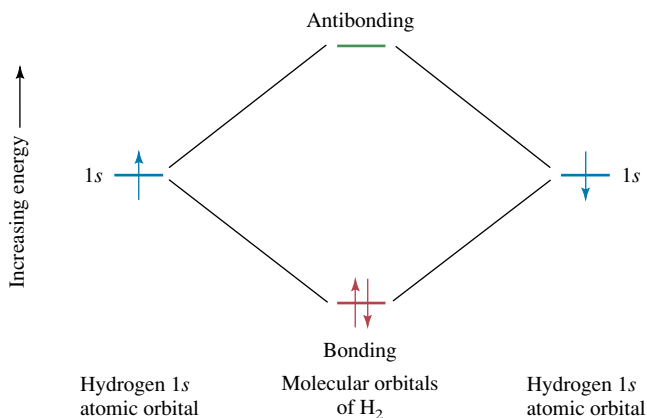 Antibonding
Increasing energy
1s
1s
Bonding
Hydrogen 1s
atomic orbital
Molecular orbitals
of H₂
Hydrogen 1s
atomic orbital